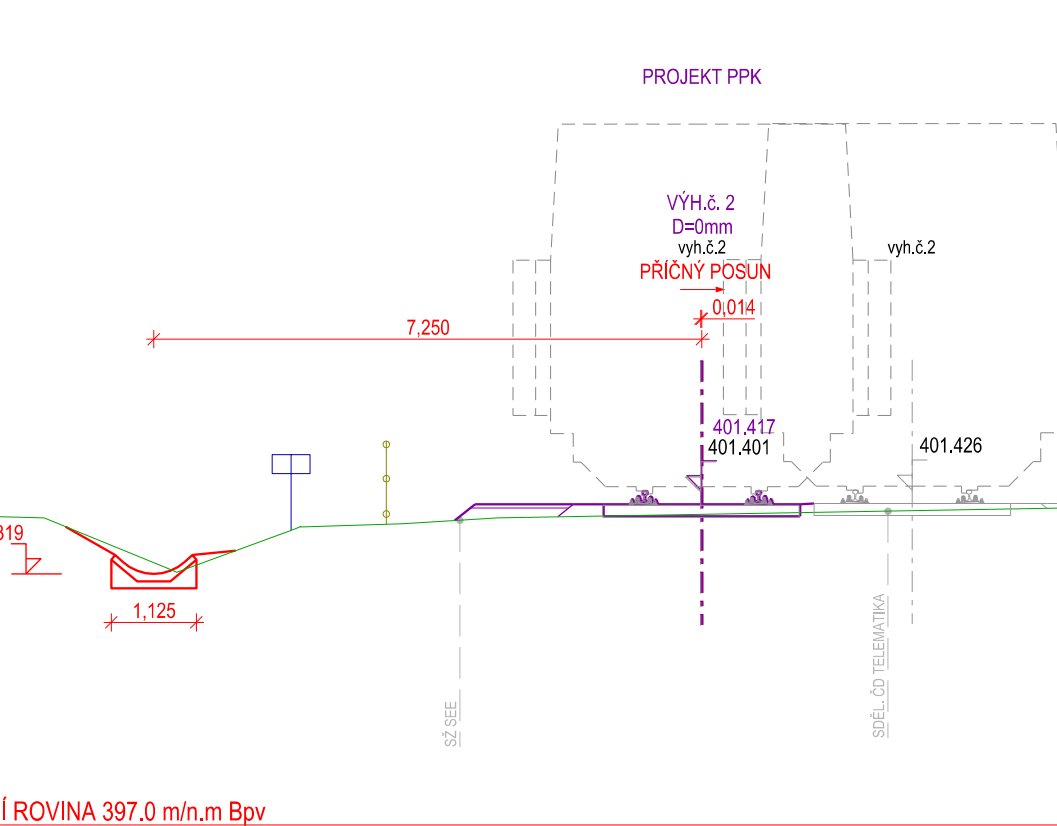 PROJEKT PPK
VÝH.č. 2
D=0mm
vyh.č.2
vyh.č.2
PŘÍČNÝ POSUN
0,014
7,250
401.417
401.401
401.426
319
1,125
SŽ SEE
SDĚL. ČD TELEMATIKA
Í ROVINA 397.0 m/n.m Bpv